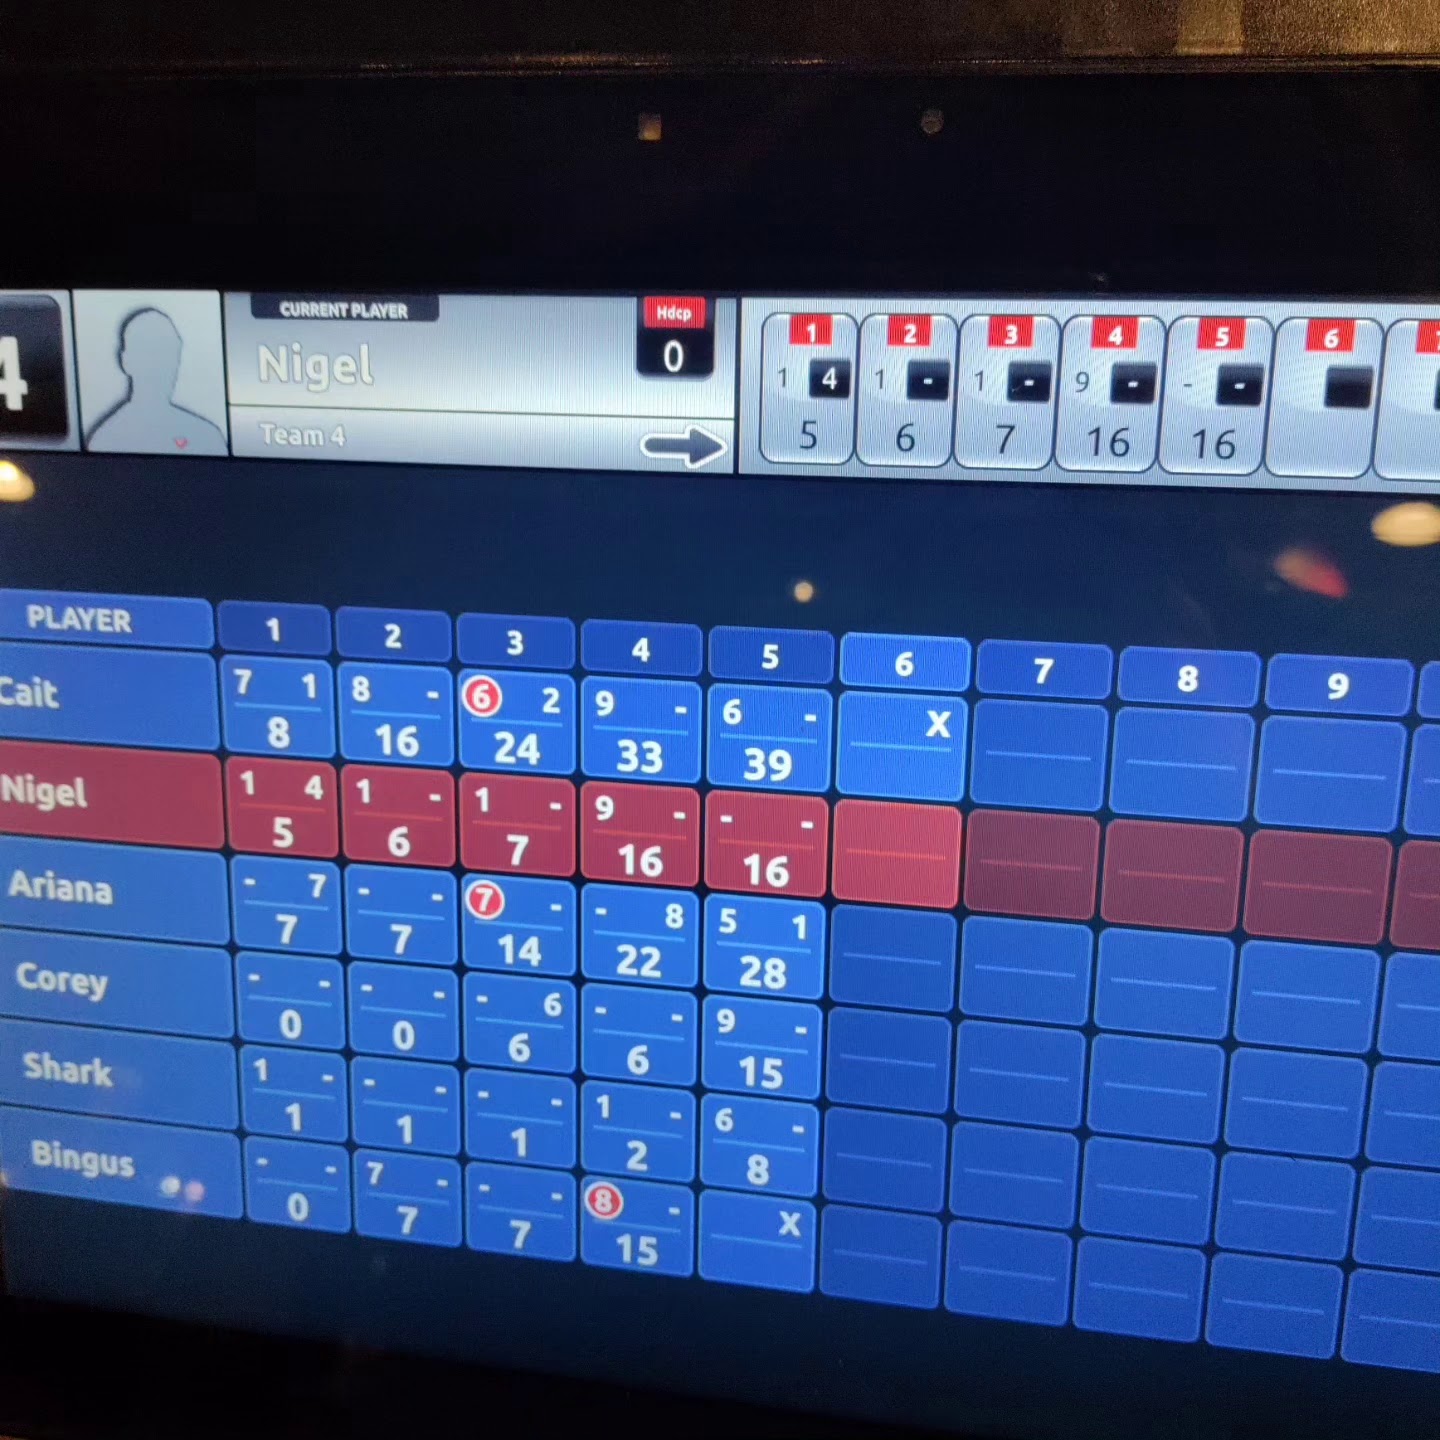 4
CURRENT PLAYER
Nigel
Team 4
Hdcp
0
1 2 3 4 5 6
1 4 1 - 1 - 9 - - -
5 6 7 16 16
PLAYER 1 2 3 4 5 6 7 8 9
Cait 7 1 8 - 6 2 9 - 6 - X
8 16 24 33 39
Nigel 1 4 1 - 1 - 9 - - -
5 6 7 16 16
Ariana - 7 - - 7 - - 8 5 1
7 7 14 22 28
Corey - - - - - 6 - - 9 -
0 0 6 6 15
Shark 1 - - - - - 1 - 6 -
1 1 1 2 8
Bingus - - 7 - - - 8 - X
0 7 7 15